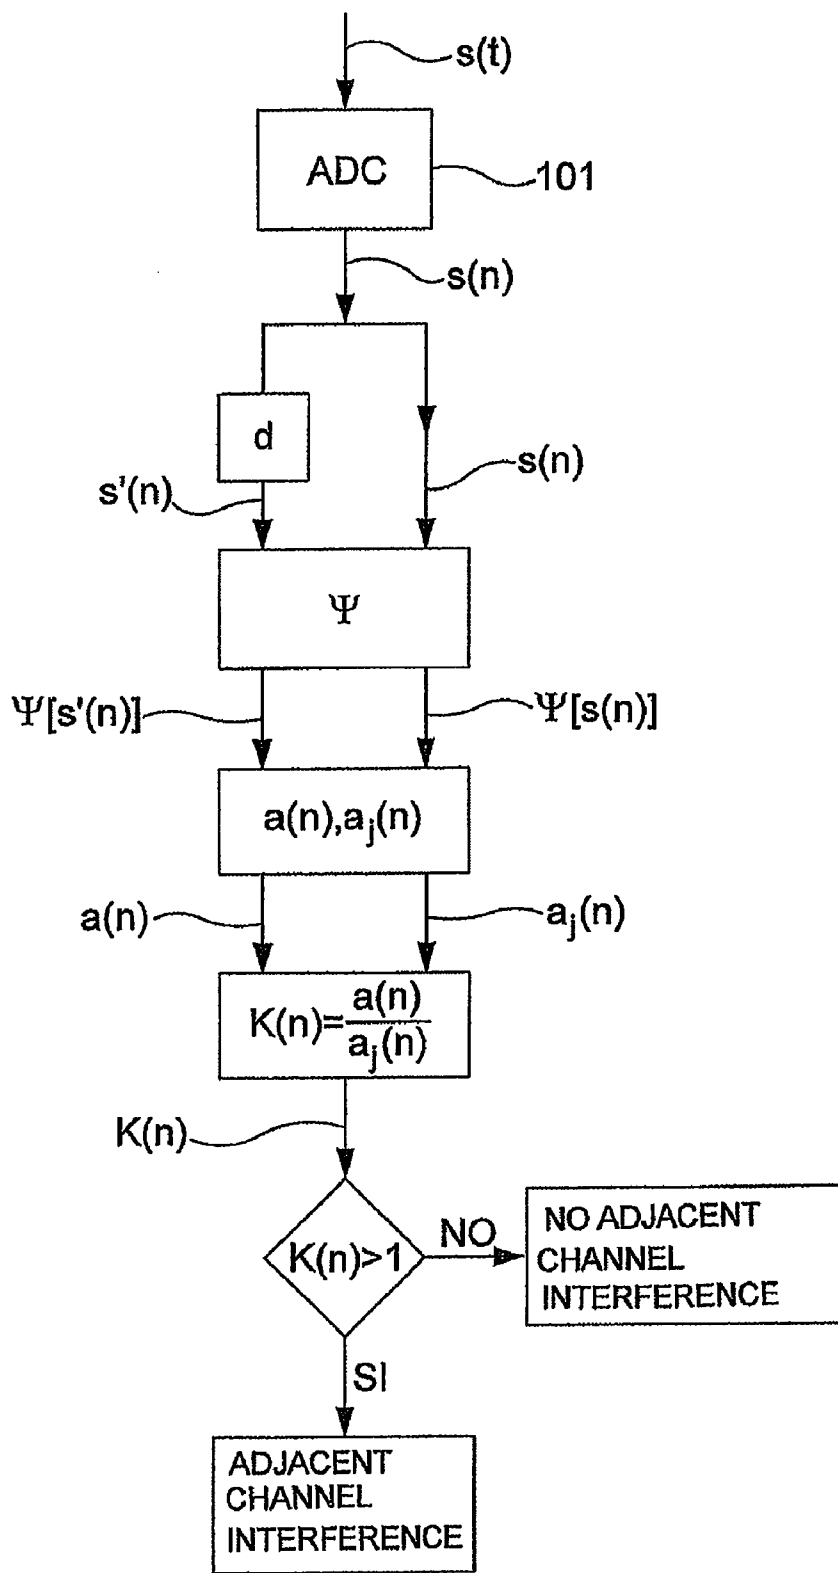 s(t)
ADC
101
s(n)
d
s'(n)
s(n)
Ψ
Ψ[s'(n)]
Ψ[s(n)]
a(n),aj(n)
a(n)
aj(n)
K(n)=a(n)/aj(n)
K(n)
K(n)>1
NO
NO ADJACENT
CHANNEL
INTERFERENCE
SI
ADJACENT
CHANNEL
INTERFERENCE